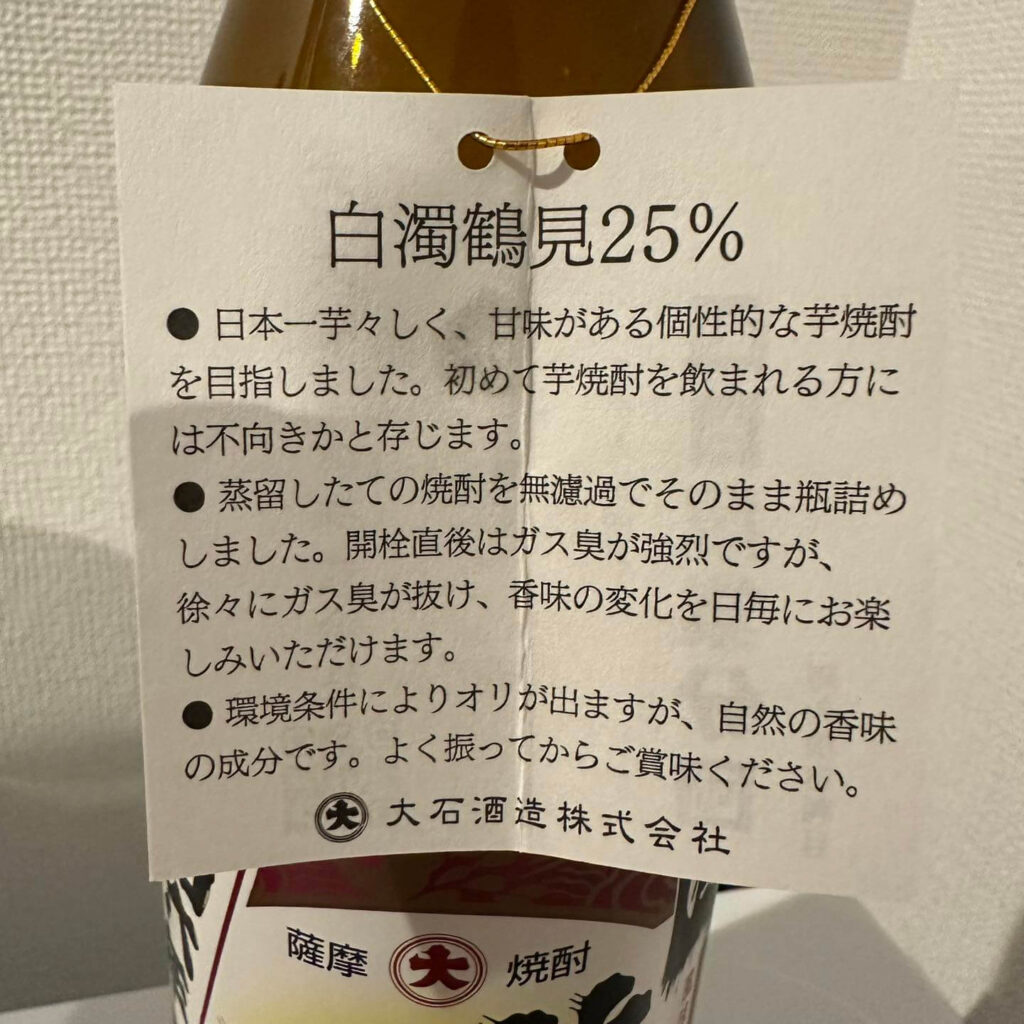 白濁鶴見25%
● 日本一芋々しく、甘味がある個性的な芋焼酎
を目指しました。初めて芋焼酎を飲まれる方に
は不向きかと存じます。
● 蒸留したての焼酎を無濾過でそのまま瓶詰め
しました。開栓直後はガス臭が強烈ですが、
徐々にガス臭が抜け、香味の変化を日毎にお楽
しみいただけます。
● 環境条件によりオリが出ますが、自然の香味
の成分です。よく振ってからご賞味ください。
大 大石酒造株式会社
薩摩 大 焼酎